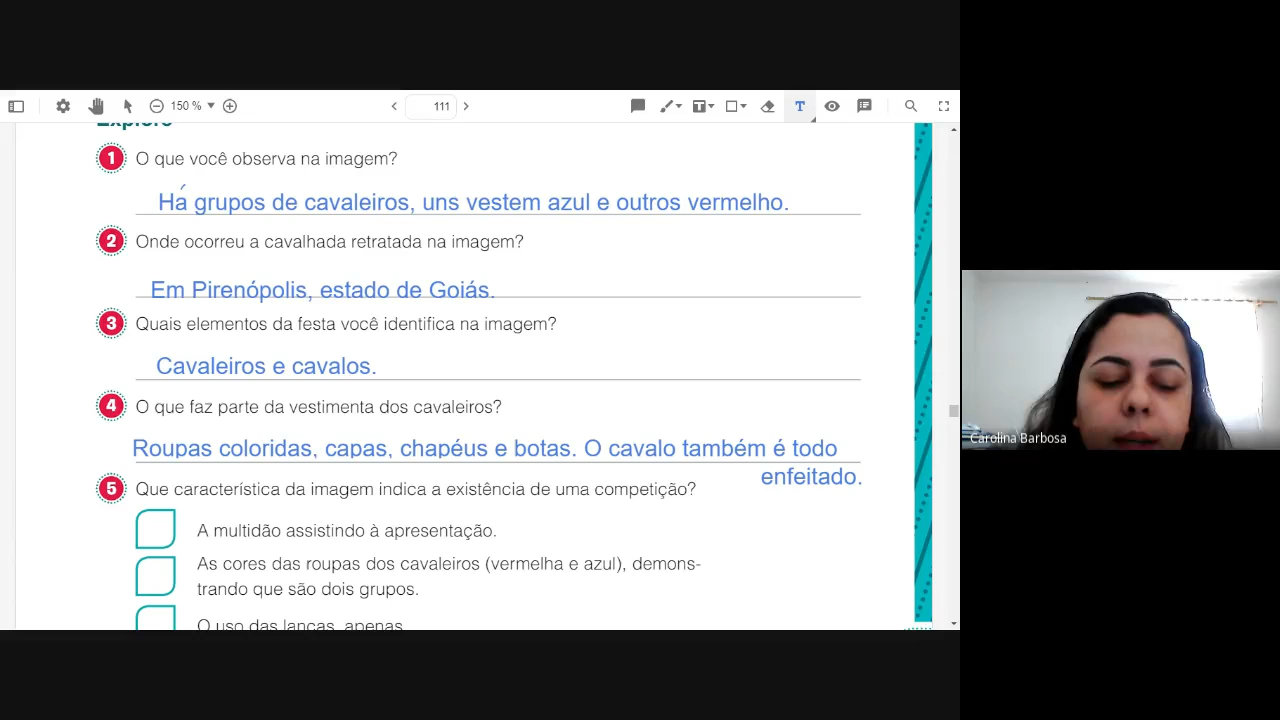 150 %
111
Explore
1 O que você observa na imagem?
Há grupos de cavaleiros, uns vestem azul e outros vermelho.
2 Onde ocorreu a cavalhada retratada na imagem?
Em Pirenópolis, estado de Goiás.
3 Quais elementos da festa você identifica na imagem?
Cavaleiros e cavalos.
4 O que faz parte da vestimenta dos cavaleiros?
Roupas coloridas, capas, chapéus e botas. O cavalo também é todo
enfeitado.
5 Que característica da imagem indica a existência de uma competição?
A multidão assistindo à apresentação.
As cores das roupas dos cavaleiros (vermelha e azul), demons-
trando que são dois grupos.
O uso das lanças, apenas.
Carolina Barbosa